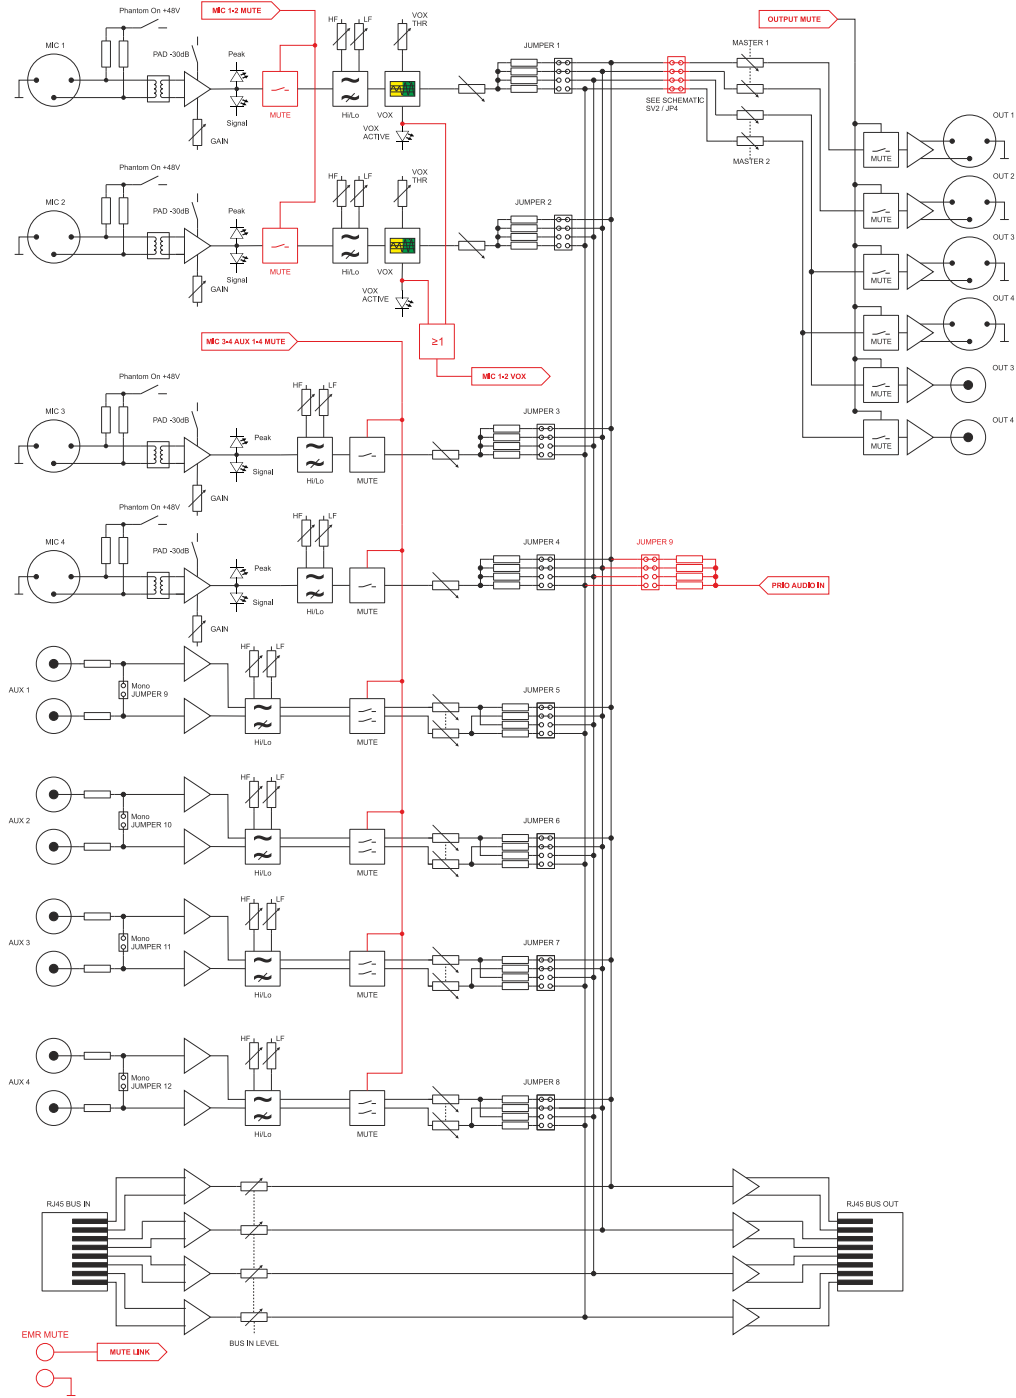 Phantom On +48V
MIC 1-2 MUTE
HF
LF
VOX
THR
OUTPUT MUTE
MIC 1
PAD -30dB
Peak
JUMPER 1
MASTER 1
Signal
MUTE
Hi/Lo
VOX
GAIN
VOX
ACTIVE
SEE SCHEMATIC
SV2 / JP4
MASTER 2
OUT 1
MUTE
Phantom On +48V
HF
LF
VOX
THR
OUT 2
MUTE
MIC 2
PAD -30dB
Peak
JUMPER 2
Signal
MUTE
Hi/Lo
VOX
GAIN
VOX
ACTIVE
OUT 3
MUTE
OUT 4
MUTE
MIC 3-4 AUX 1-4 MUTE
≥1
MIC 1-2 VOX
OUT 3
MUTE
Phantom On +48V
HF
LF
MIC 3
PAD -30dB
Peak
JUMPER 3
OUT 4
MUTE
Signal
Hi/Lo
MUTE
GAIN
Phantom On +48V
HF
LF
MIC 4
PAD -30dB
Peak
JUMPER 4
JUMPER 9
PRIO AUDIO IN
Signal
Hi/Lo
MUTE
GAIN
HF
LF
AUX 1
Mono
JUMPER 9
JUMPER 5
Hi/Lo
MUTE
HF
LF
AUX 2
Mono
JUMPER 10
JUMPER 6
Hi/Lo
MUTE
HF
LF
AUX 3
Mono
JUMPER 11
JUMPER 7
Hi/Lo
MUTE
HF
LF
AUX 4
Mono
JUMPER 12
JUMPER 8
Hi/Lo
MUTE
RJ45 BUS IN
RJ45 BUS OUT
BUS IN LEVEL
EMR MUTE
MUTE LINK